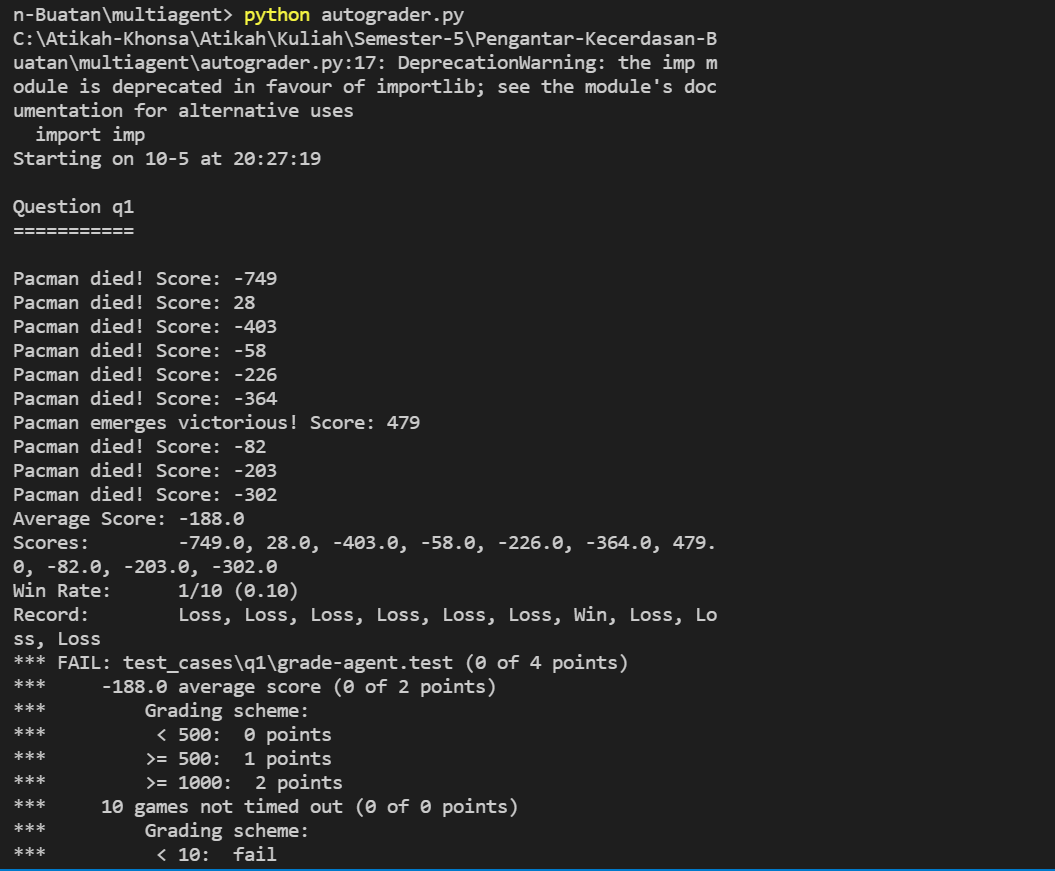 n-Buatan\multiagent> python autograder.py
C:\Atikah-Khonsa\Atikah\Kuliah\Semester-5\Pengantar-Kecerdasan-B
uatan\multiagent\autograder.py:17: DeprecationWarning: the imp m
odule is deprecated in favour of importlib; see the module's doc
umentation for alternative uses
  import imp
Starting on 10-5 at 20:27:19

Question q1
===========

Pacman died! Score: -749
Pacman died! Score: 28
Pacman died! Score: -403
Pacman died! Score: -58
Pacman died! Score: -226
Pacman died! Score: -364
Pacman emerges victorious! Score: 479
Pacman died! Score: -82
Pacman died! Score: -203
Pacman died! Score: -302
Average Score: -188.0
Scores:        -749.0, 28.0, -403.0, -58.0, -226.0, -364.0, 479.
0, -82.0, -203.0, -302.0
Win Rate:      1/10 (0.10)
Record:        Loss, Loss, Loss, Loss, Loss, Loss, Win, Loss, Lo
ss, Loss
*** FAIL: test_cases\q1\grade-agent.test (0 of 4 points)
***     -188.0 average score (0 of 2 points)
***         Grading scheme:
***          < 500:  0 points
***         >= 500:  1 points
***         >= 1000:  2 points
***     10 games not timed out (0 of 0 points)
***         Grading scheme:
***          < 10:  fail